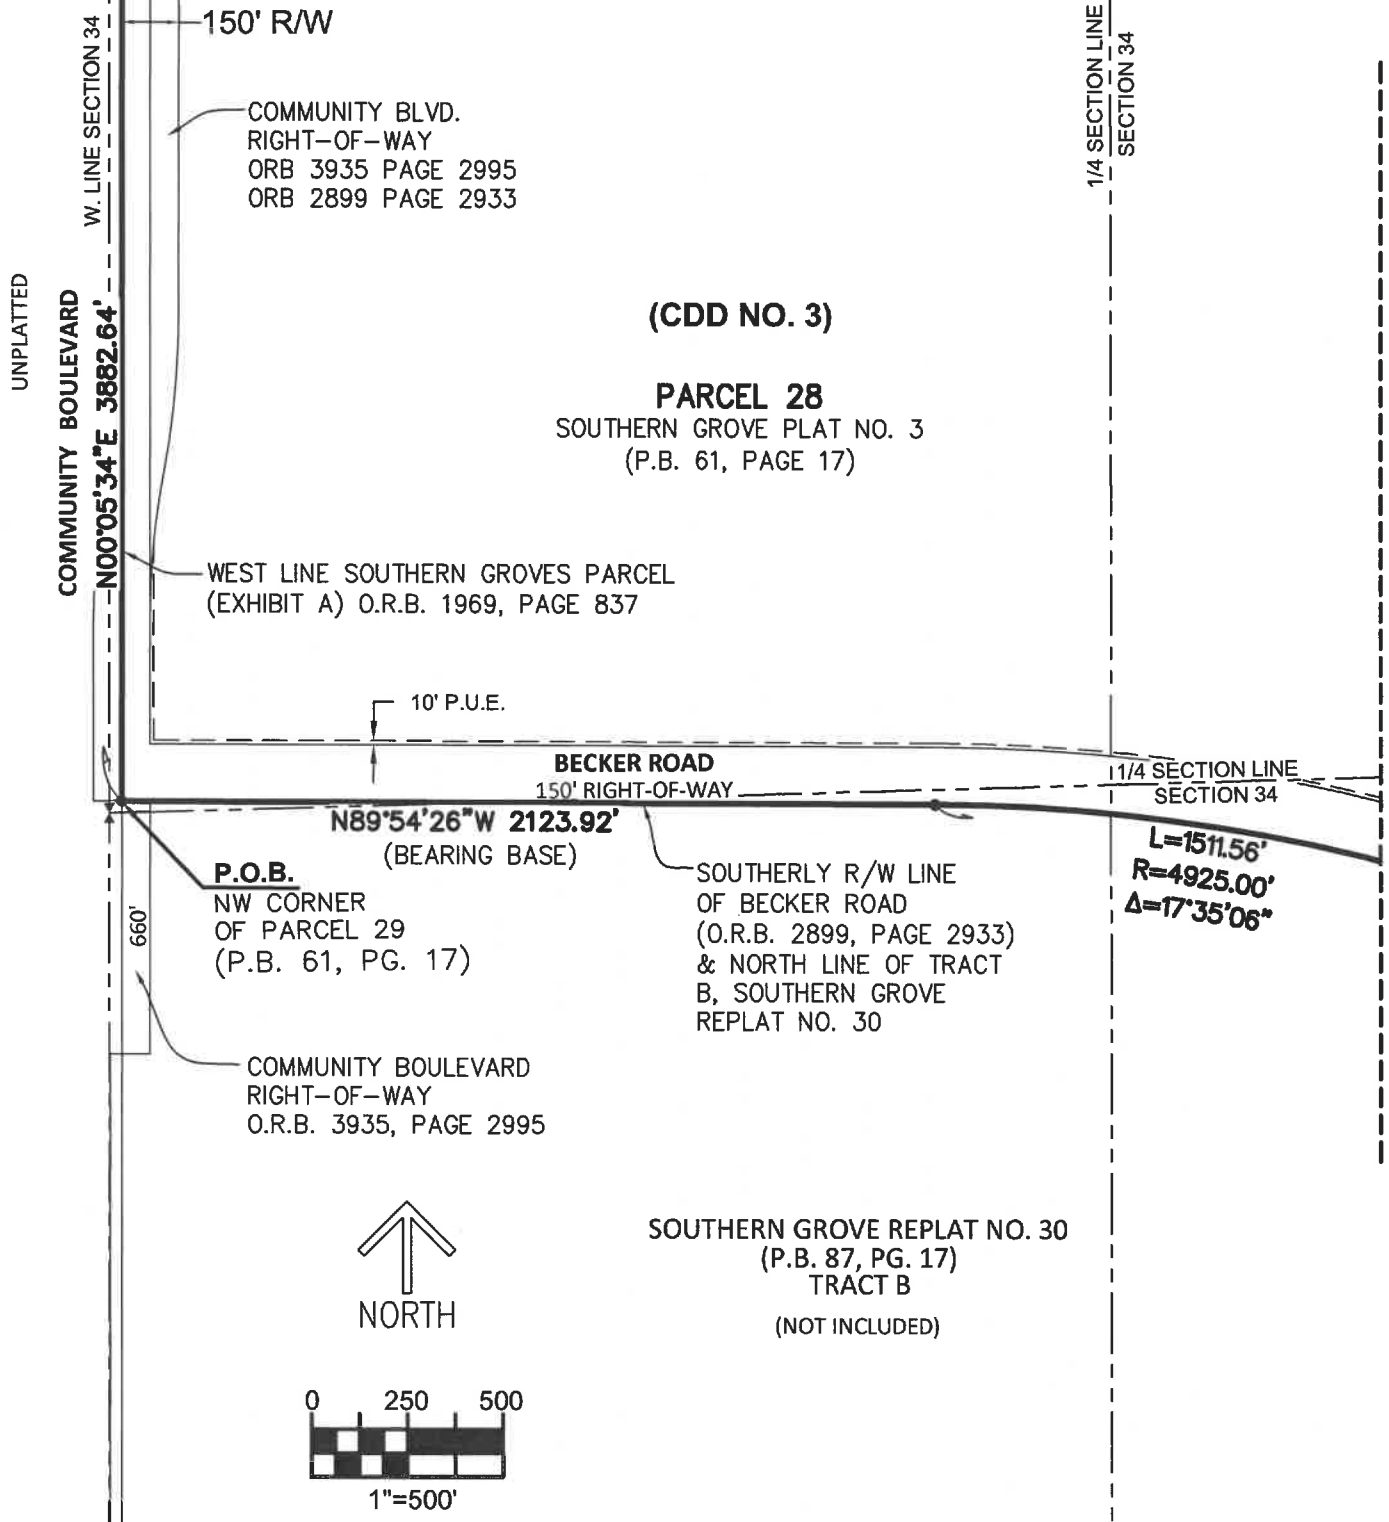 150' R/W
W. LINE SECTION 34
1/4 SECTION LINE
SECTION 34
COMMUNITY BLVD.
RIGHT-OF-WAY
ORB 3935 PAGE 2995
ORB 2899 PAGE 2933
UNPLATTED
COMMUNITY BOULEVARD
N00°05'34"E 3882.64'
(CDD NO. 3)
PARCEL 28
SOUTHERN GROVE PLAT NO. 3
(P.B. 61, PAGE 17)
WEST LINE SOUTHERN GROVES PARCEL
(EXHIBIT A) O.R.B. 1969, PAGE 837
10' P.U.E.
BECKER ROAD
150' RIGHT-OF-WAY
1/4 SECTION LINE
SECTION 34
N89°54'26"W 2123.92'
(BEARING BASE)
L=1511.56'
R=4925.00'
Δ=17°35'06"
P.O.B.
NW CORNER
OF PARCEL 29
(P.B. 61, PG. 17)
660'
SOUTHERLY R/W LINE
OF BECKER ROAD
(O.R.B. 2899, PAGE 2933)
& NORTH LINE OF TRACT
B, SOUTHERN GROVE
REPLAT NO. 30
COMMUNITY BOULEVARD
RIGHT-OF-WAY
O.R.B. 3935, PAGE 2995
NORTH
SOUTHERN GROVE REPLAT NO. 30
(P.B. 87, PG. 17)
TRACT B
(NOT INCLUDED)
0 250 500
1"=500'